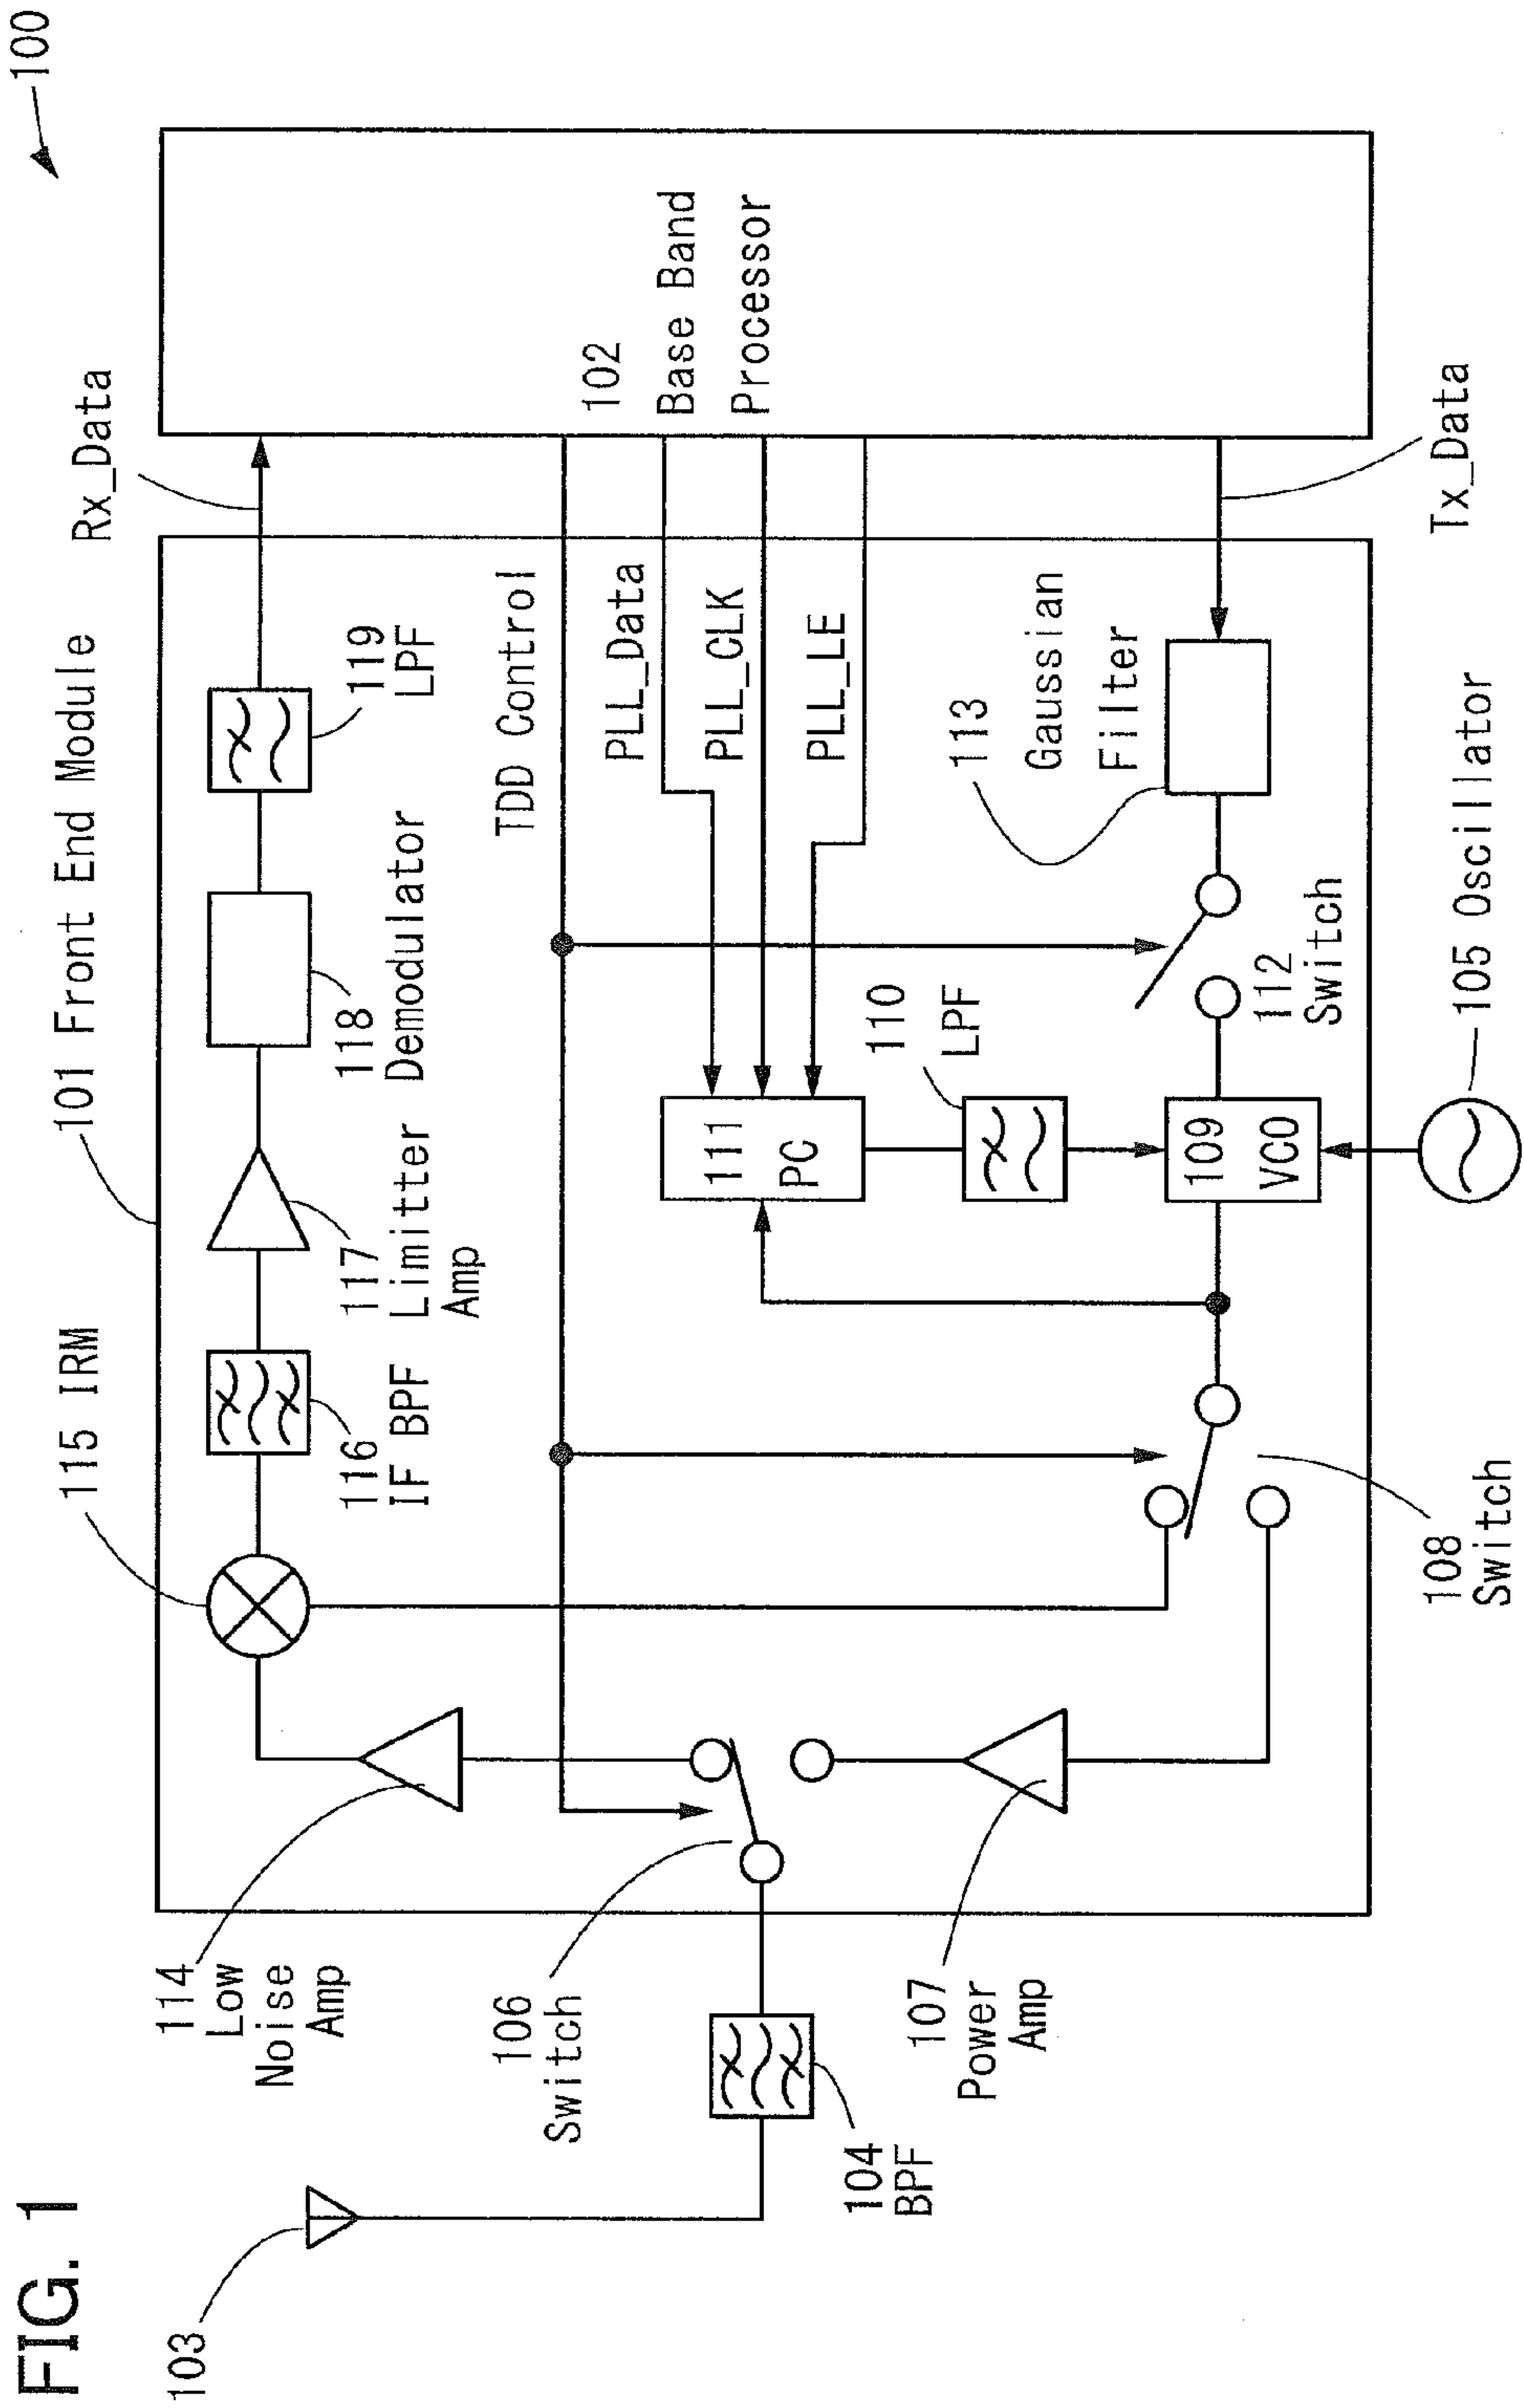 FIG. 1
100
101 Front End Module
Rx_Data
102
Base Band
Processor
115 IRM
116
IF BPF
117
Limitter
Amp
118
Demodulator
119
LPF
TDD Control
PLL_Data
PLL_CLK
PLL_LE
114
Low
Noise
Amp
103
106
Switch
104
BPF
107
Power
Amp
111
PC
110
LPF
109
VCO
113
Gaussian
Filter
112
Switch
108
Switch
105 Oscillator
Tx_Data